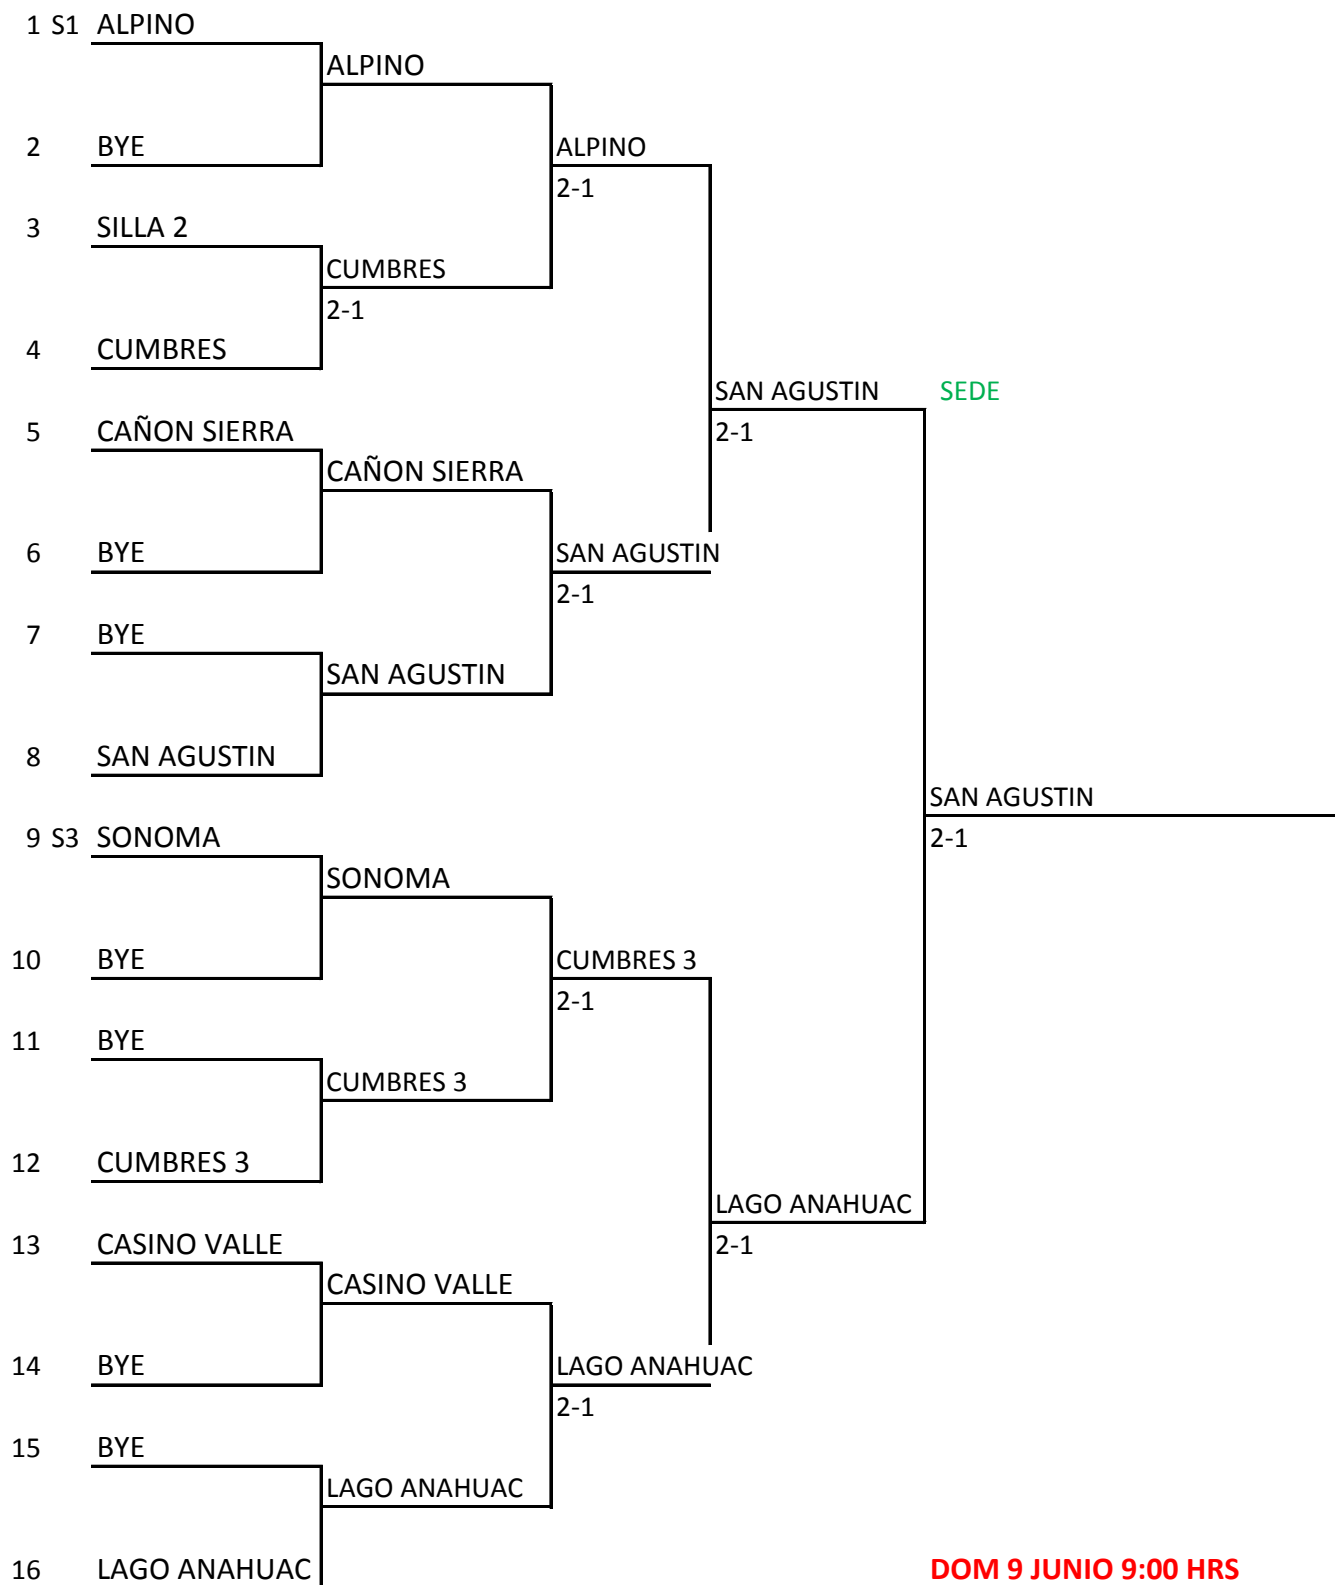 1 S1 ALPINO
ALPINO
2 BYE
ALPINO
2-1
3 SILLA 2
CUMBRES
2-1
4 CUMBRES
SAN AGUSTIN SEDE
2-1
5 CAÑON SIERRA
CAÑON SIERRA
6 BYE
SAN AGUSTIN
2-1
7 BYE
SAN AGUSTIN
8 SAN AGUSTIN
SAN AGUSTIN
2-1
9 S3 SONOMA
SONOMA
10 BYE
CUMBRES 3
2-1
11 BYE
CUMBRES 3
12 CUMBRES 3
LAGO ANAHUAC
2-1
13 CASINO VALLE
CASINO VALLE
14 BYE
LAGO ANAHUAC
2-1
15 BYE
LAGO ANAHUAC
16 LAGO ANAHUAC
DOM 9 JUNIO 9:00 HRS